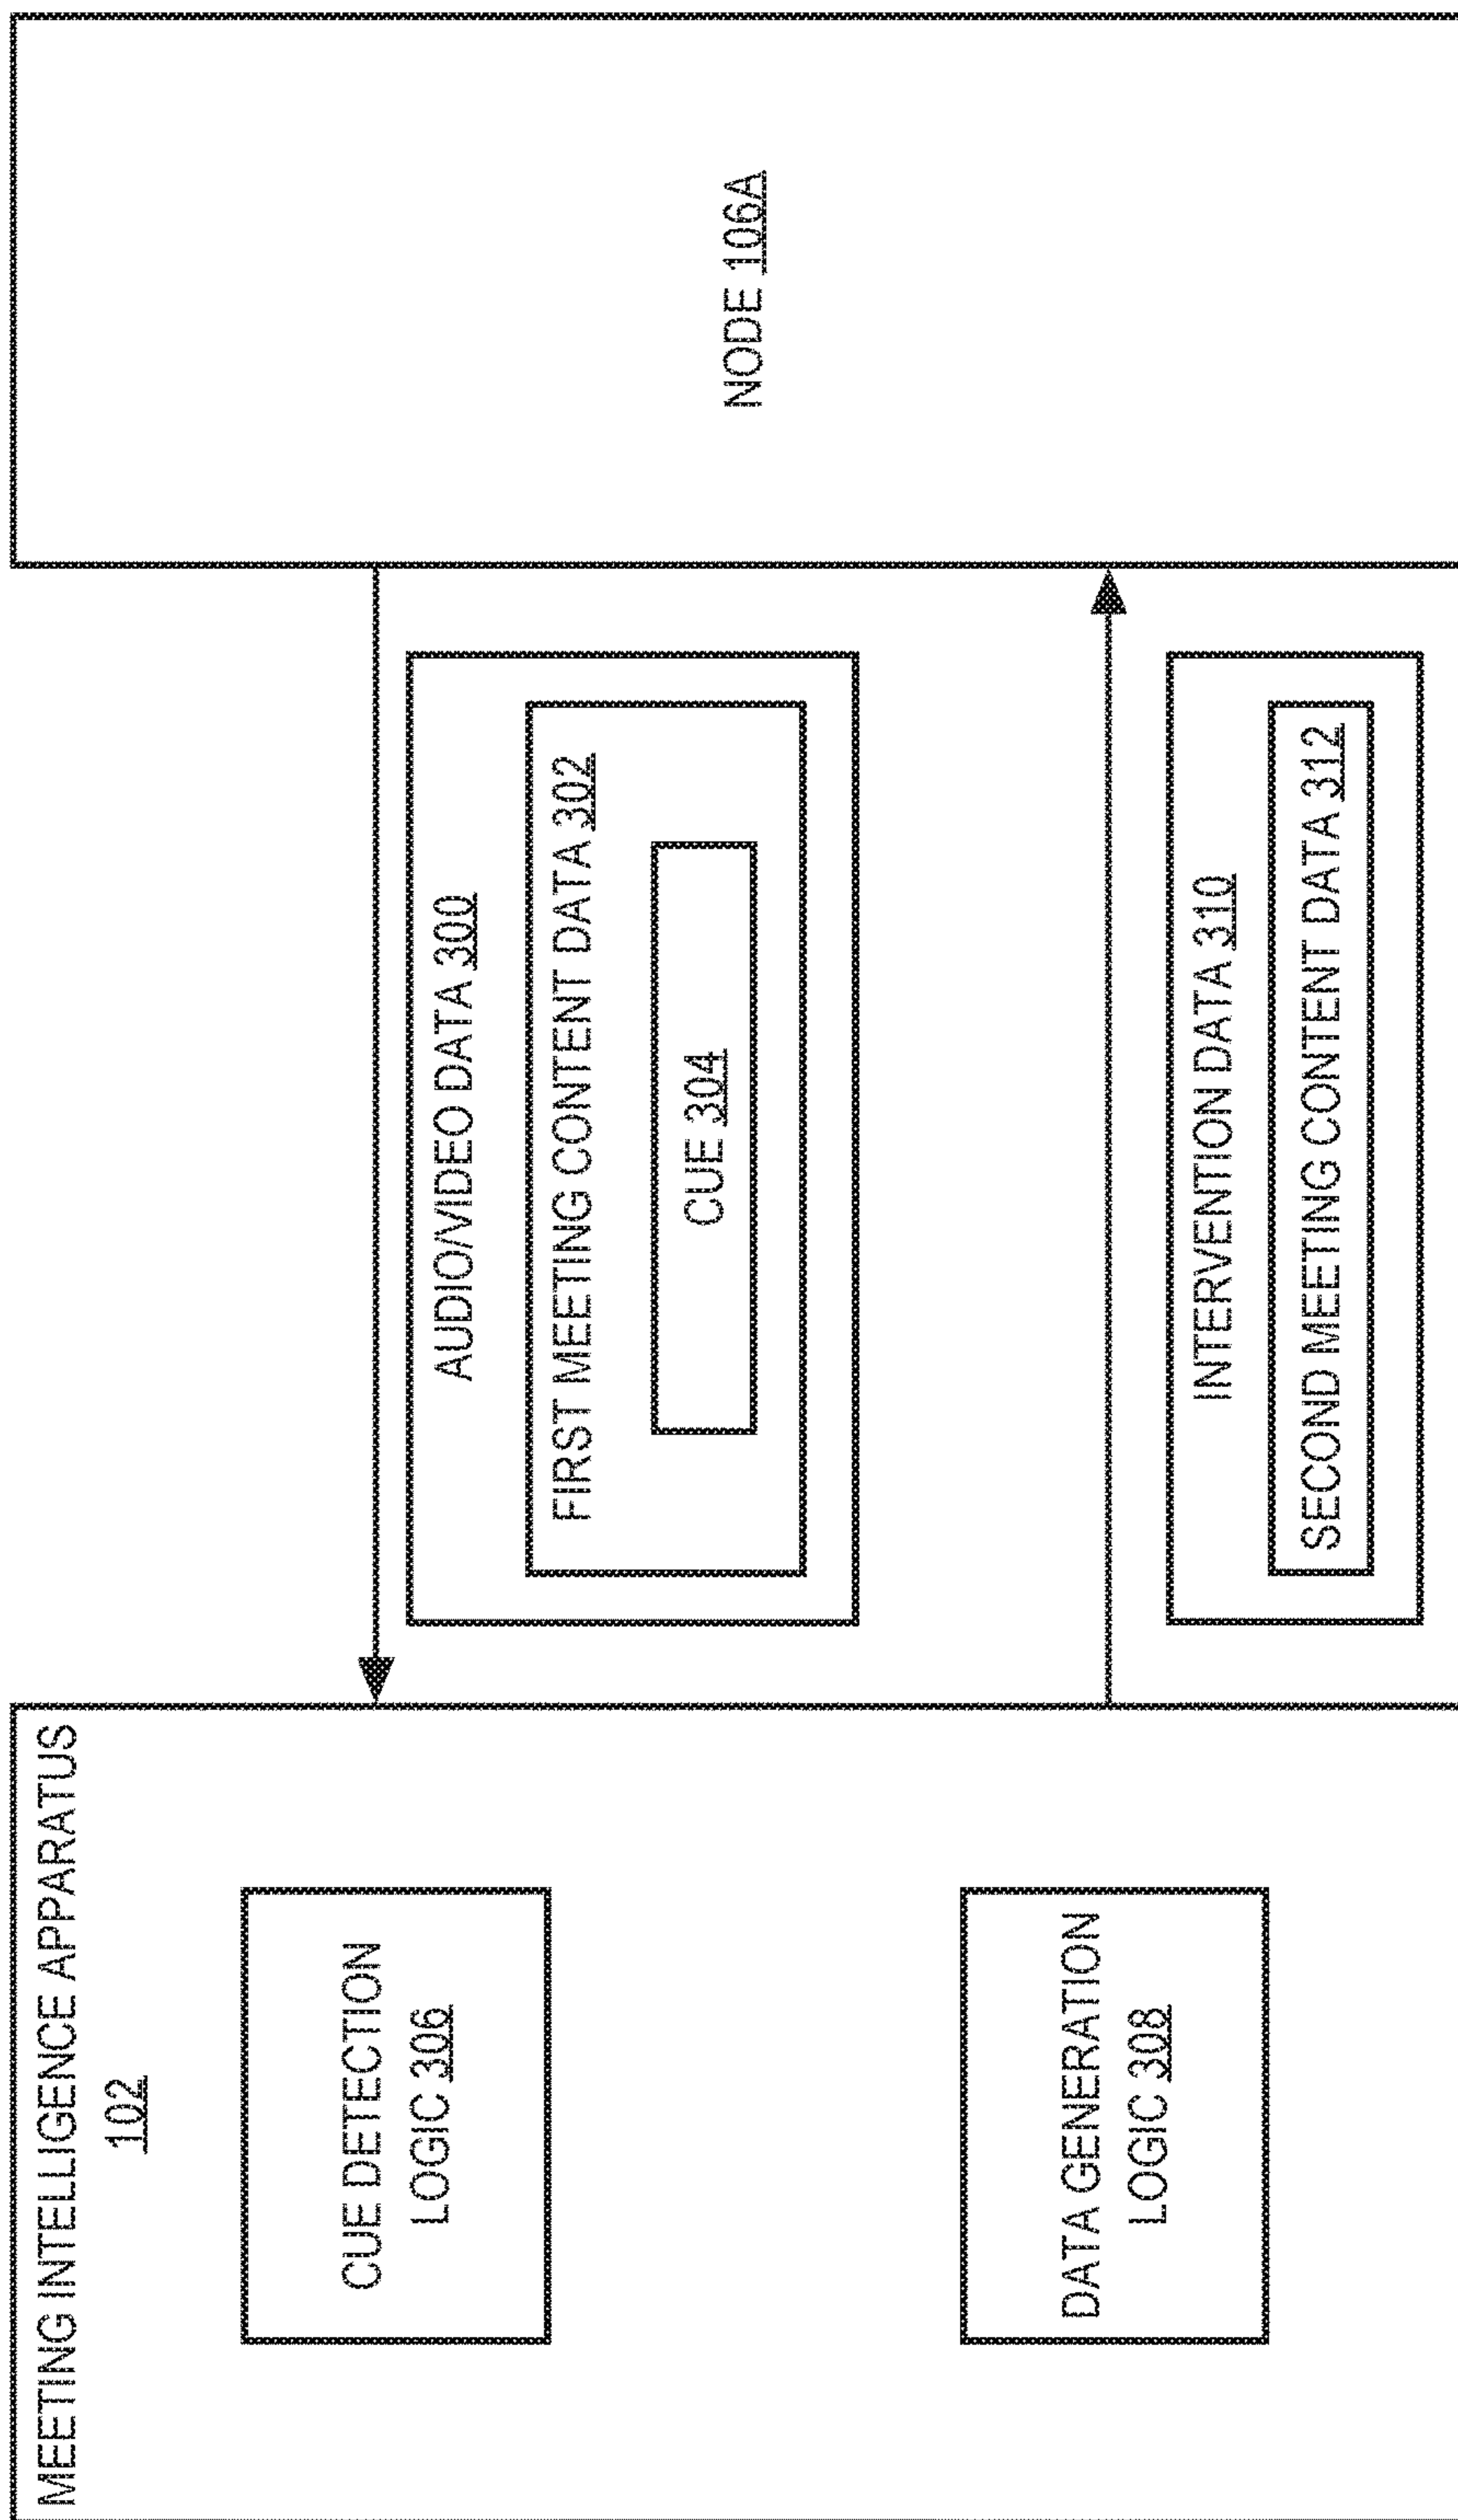 MEETING INTELLIGENCE APPARATUS
102
CUE DETECTION
LOGIC 306
DATA GENERATION
LOGIC 308
AUDIO/VIDEO DATA 300
FIRST MEETING CONTENT DATA 302
CUE 304
INTERVENTION DATA 310
SECOND MEETING CONTENT DATA 312
NODE 106A